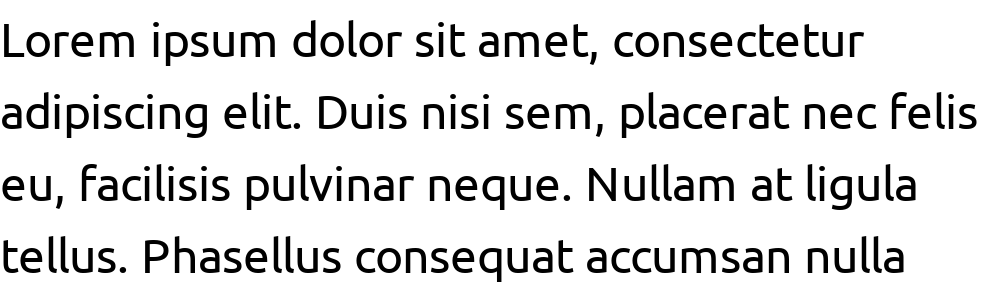 Lorem ipsum dolor sit amet, consectetur
adipiscing elit. Duis nisi sem, placerat nec felis
eu, facilisis pulvinar neque. Nullam at ligula
tellus. Phasellus consequat accumsan nulla